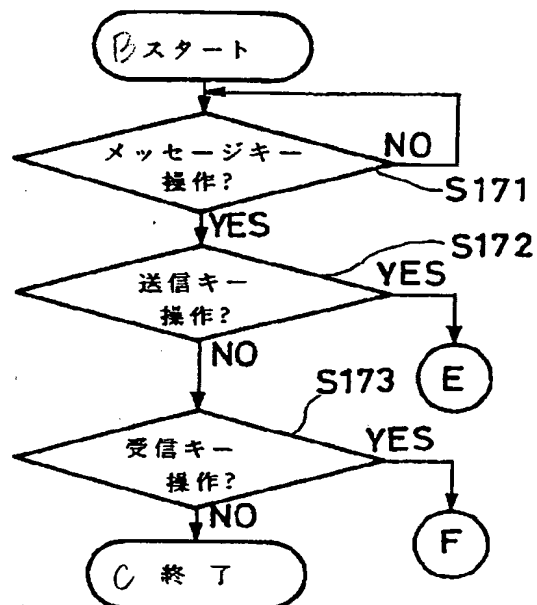 B スタート
メッセージキー
操作?
NO
S171
YES
S172
送信キー
操作?
YES
NO
E
S173
受信キー
操作?
YES
NO
F
C 終了